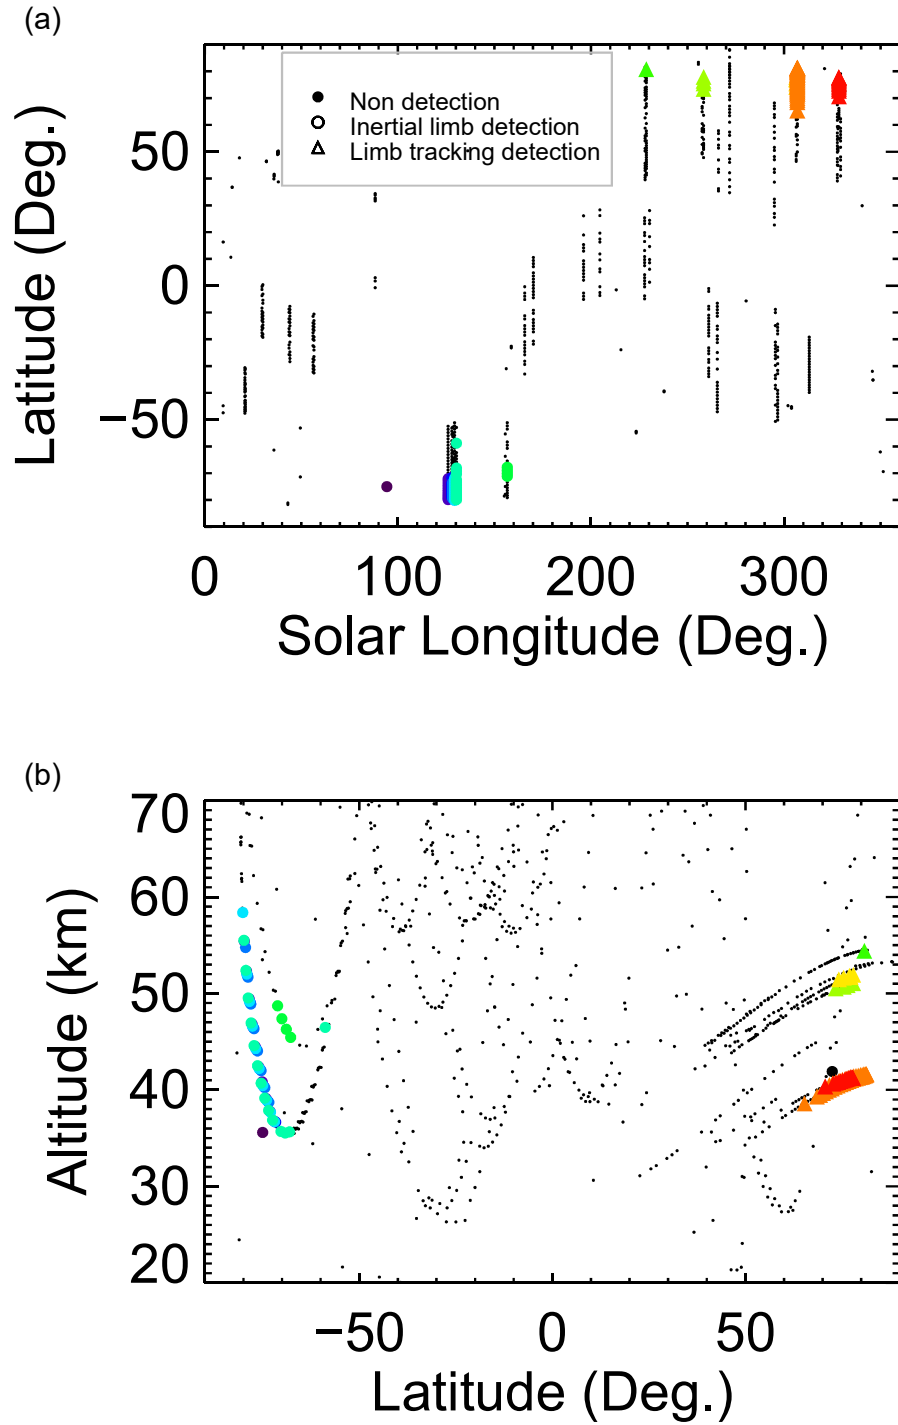 (a)
Latitude (Deg.)
50
0
−50
Non detection
Inertial limb detection
Limb tracking detection
0 100 200 300
Solar Longitude (Deg.)
(b)
Altitude (km)
70
60
50
40
30
20
−50 0 50
Latitude (Deg.)